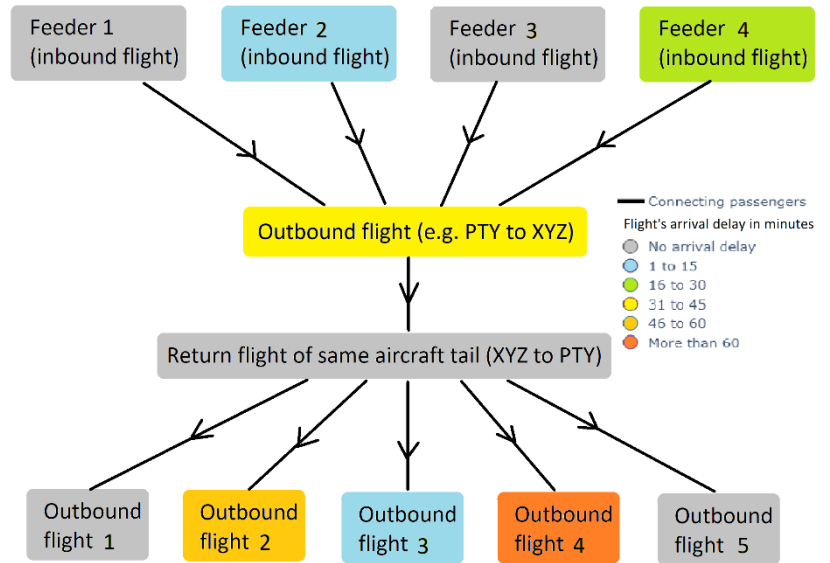 Feeder 1
(inbound flight)
Feeder 2
(inbound flight)
Feeder 3
(inbound flight)
Feeder 4
(inbound flight)
Outbound flight (e.g. PTY to XYZ)
Connecting passengers
Flight's arrival delay in minutes
No arrival delay
1 to 15
16 to 30
31 to 45
46 to 60
More than 60
Return flight of same aircraft tail (XYZ to PTY)
Outbound
flight 1
Outbound
flight 2
Outbound
flight 3
Outbound
flight 4
Outbound
flight 5